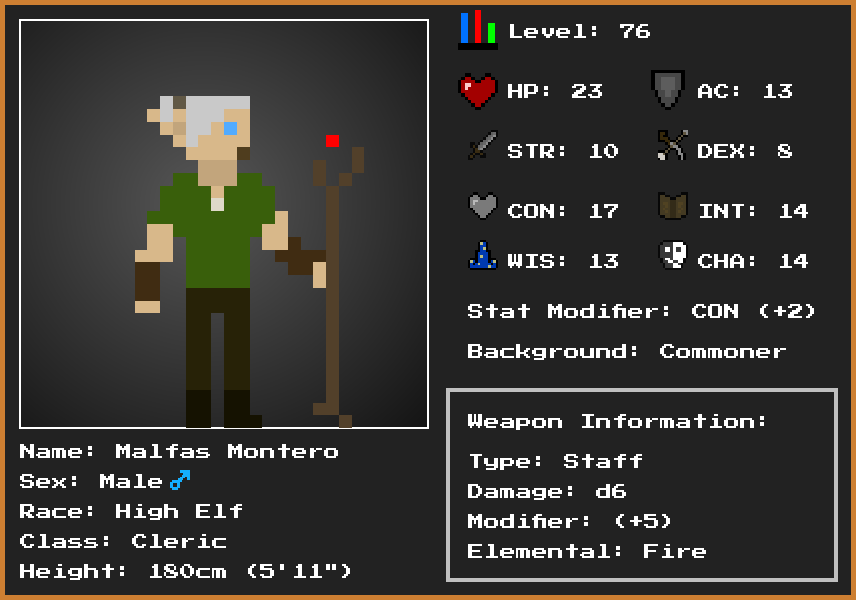 Level: 76
HP: 23 AC: 13
STR: 10 DEX: 8
CON: 17 INT: 14
WIS: 13 CHA: 14
Stat Modifier: CON (+2)
Background: Commoner
Weapon Information:
Type: Staff
Damage: d6
Modifier: (+5)
Elemental: Fire
Name: Malfas Montero
Sex: Male ♂
Race: High Elf
Class: Cleric
Height: 180cm (5'11")